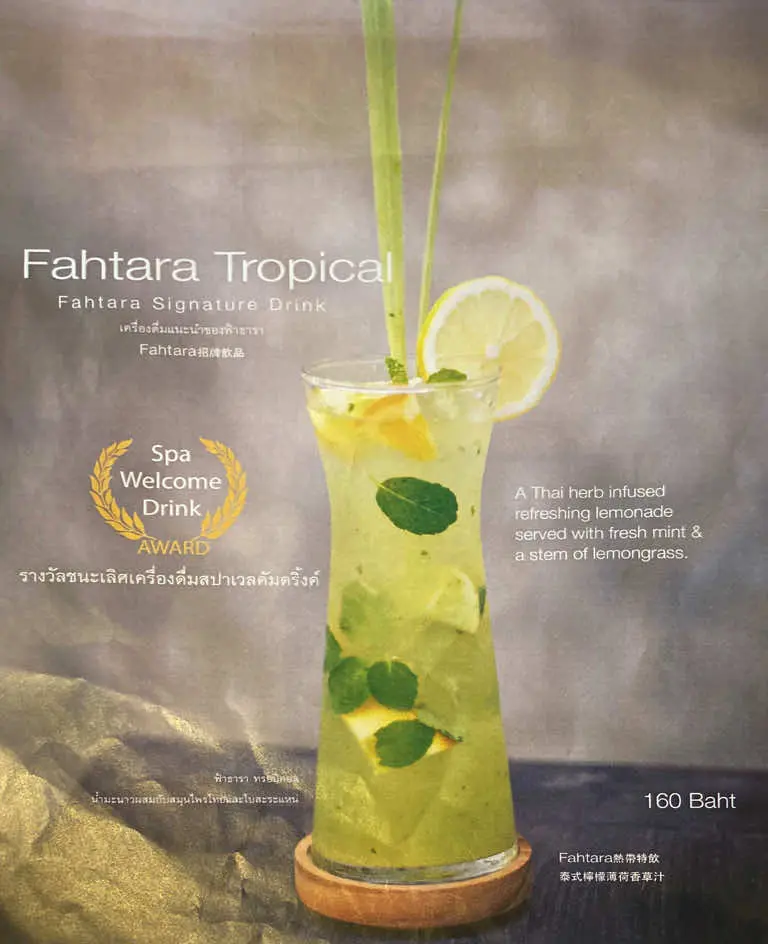 Fahtara Tropical
Fahtara Signature Drink
เครื่องดื่มแนะนำของฟ้าธารา
Fahtara招牌飲品
Spa
Welcome
Drink
AWARD
รางวัลชนะเลิศเครื่องดื่มสปาเวลคัมดริ้งค์
A Thai herb infused
refreshing lemonade
served with fresh mint &
a stem of lemongrass.
ฟ้าธารา ทรอปิคอล
น้ำมะนาวผสมกับสมุนไพรไทยและใบสะระแหน่
160 Baht
Fahtara熱帶特飲
泰式檸檬薄荷香草汁